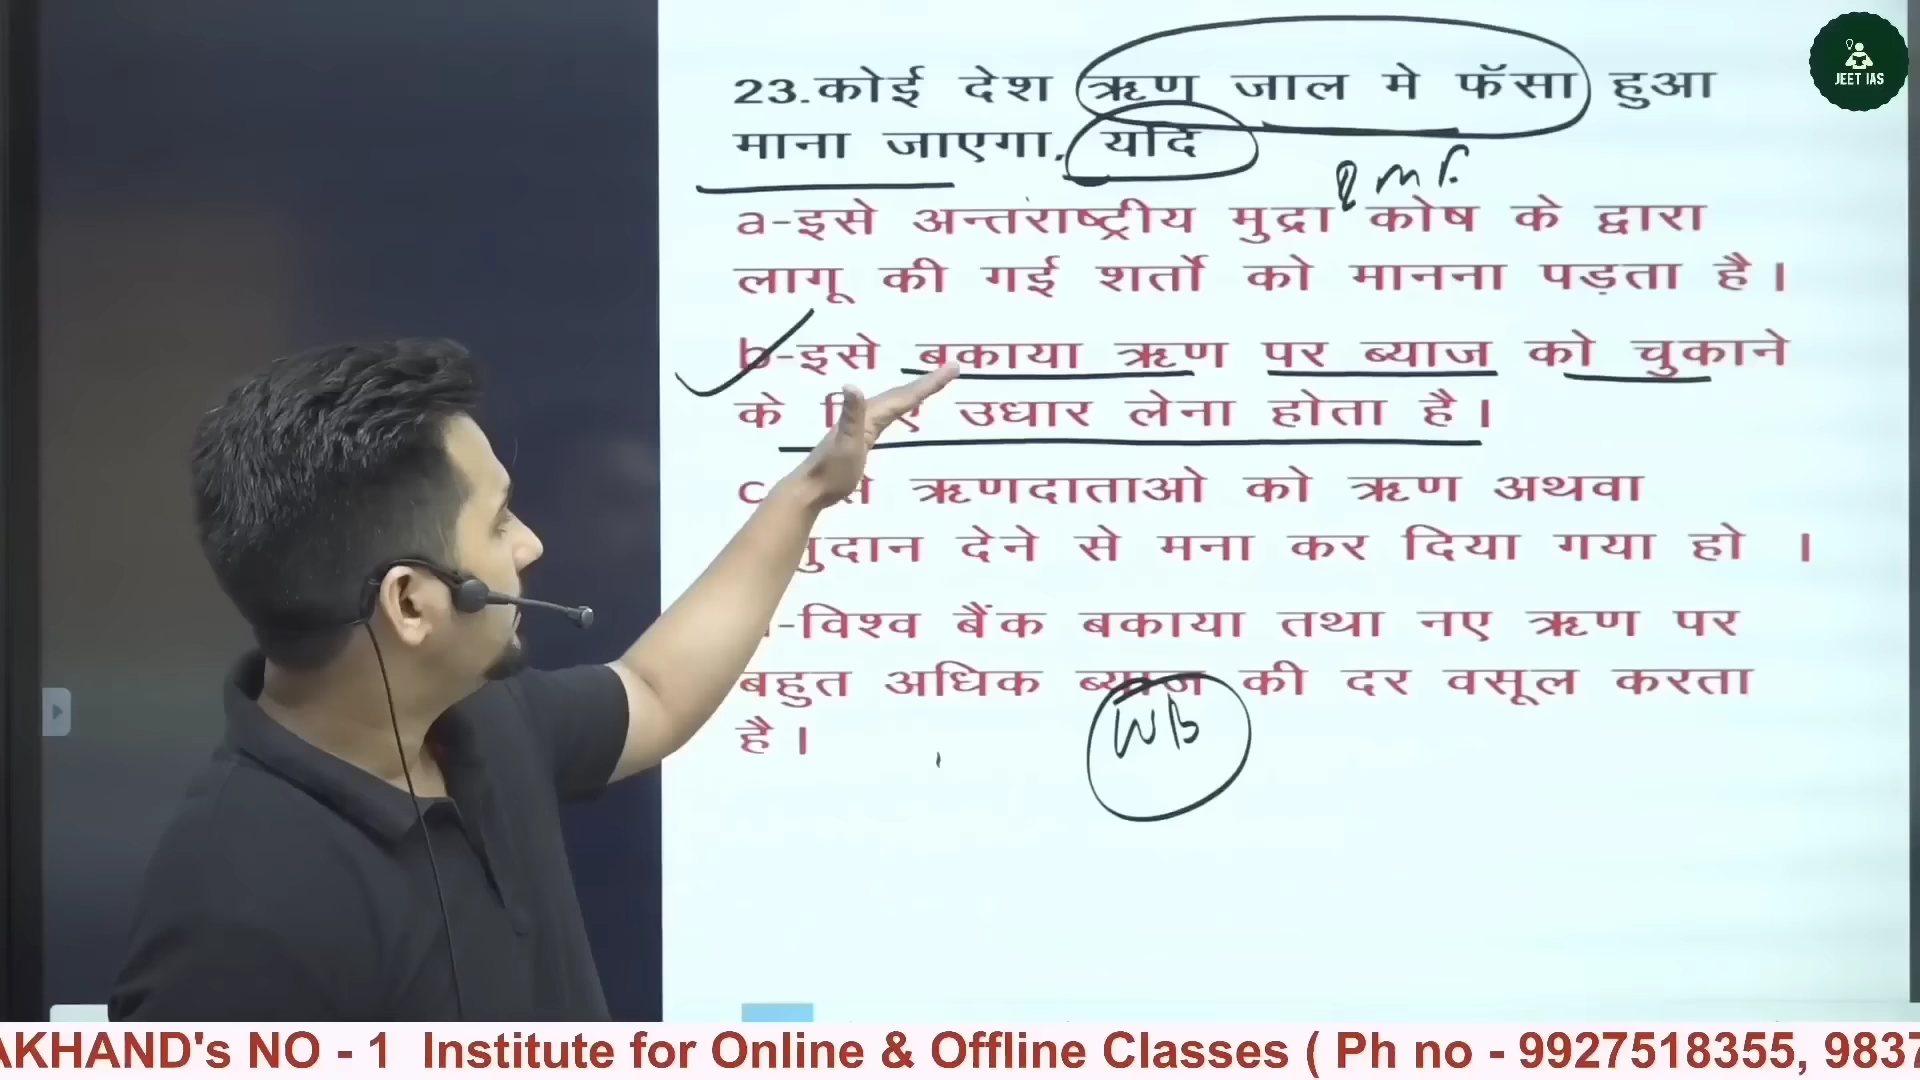 JEET IAS
23.कोई देश ऋण जाल मे फॅसा हुआ
माना जाएगा, यदि
a-इसे अन्तराष्ट्रीय मुद्रा कोष के द्वारा
लागू की गई शर्तो को मानना पड़ता है।
b-इसे बकाया ऋण पर ब्याज को चुकाने
के उधार लेना होता है।
ऋणदाताओ को ऋण अथवा
देने से मना कर दिया गया हो ।
-विश्व बैंक बकाया तथा नए ऋण पर
बहुत अधिक ब्याज की दर वसूल करता
है।
WB
AKHAND's NO - 1 Institute for Online & Offline Classes ( Ph no - 9927518355, 9837